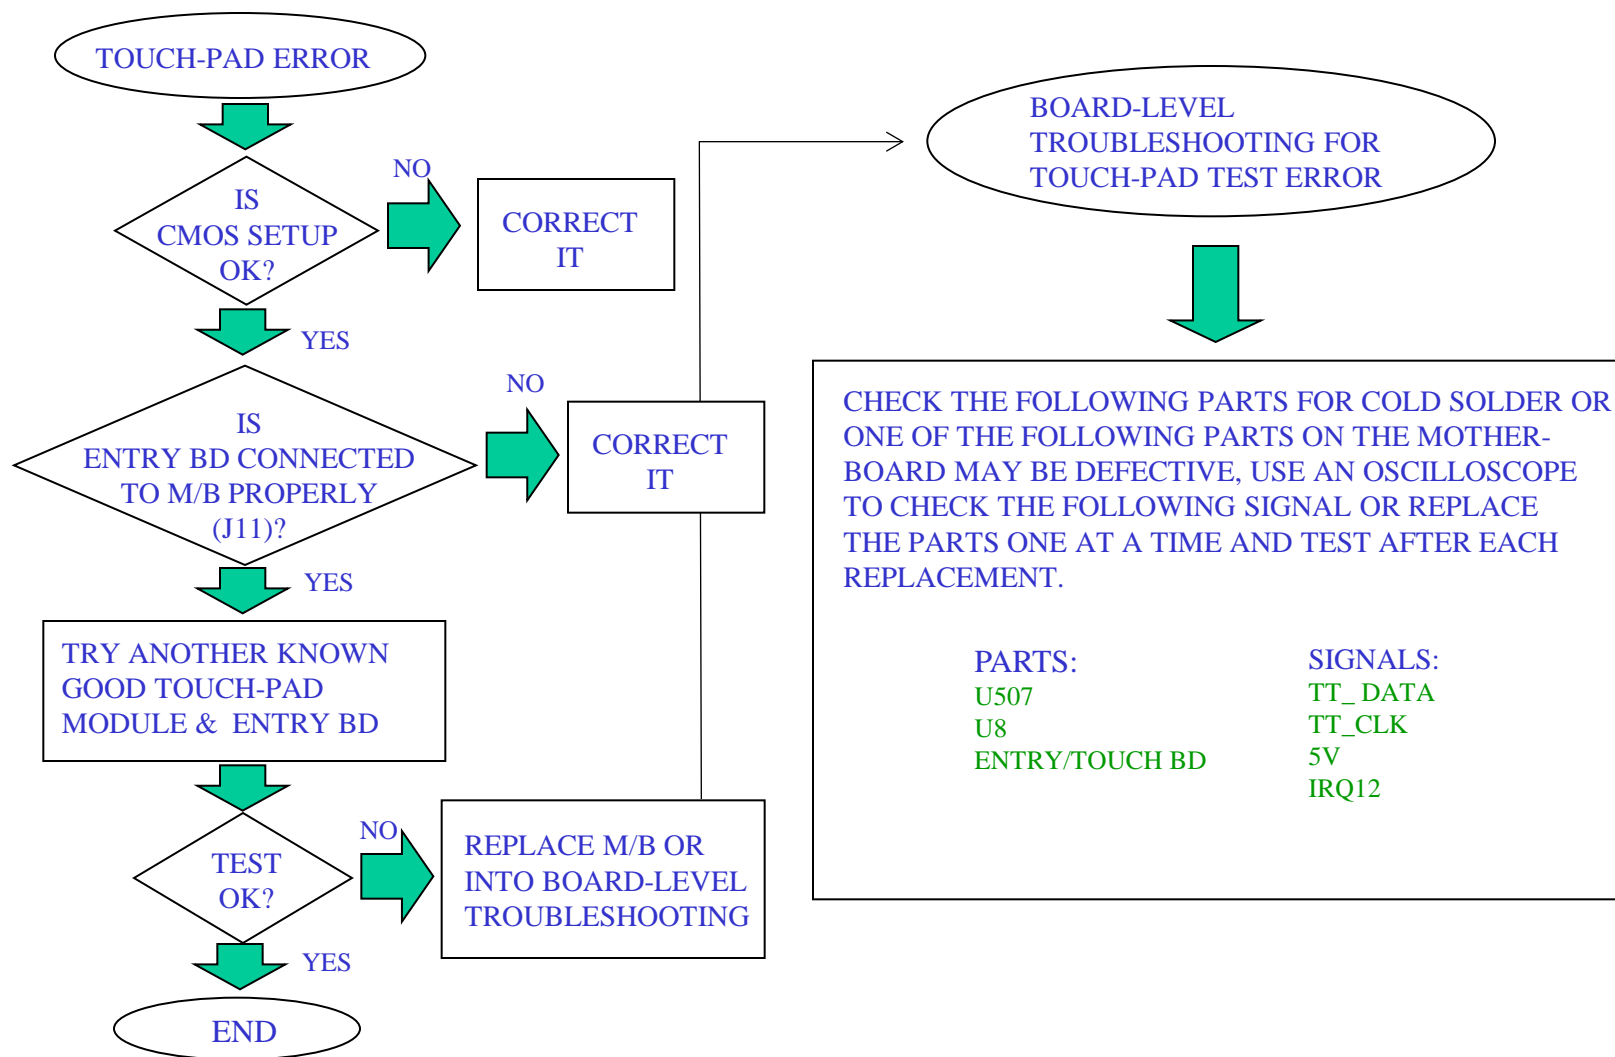 TOUCH-PAD ERROR
IS
CMOS SETUP
OK?
NO
CORRECT
IT
YES
IS
ENTRY BD CONNECTED
TO M/B PROPERLY
(J11)?
NO
CORRECT
IT
YES
TRY ANOTHER KNOWN
GOOD TOUCH-PAD
MODULE & ENTRY BD
TEST
OK?
NO
REPLACE M/B OR
INTO BOARD-LEVEL
TROUBLESHOOTING
YES
END
BOARD-LEVEL
TROUBLESHOOTING FOR
TOUCH-PAD TEST ERROR
CHECK THE FOLLOWING PARTS FOR COLD SOLDER OR
ONE OF THE FOLLOWING PARTS ON THE MOTHER-
BOARD MAY BE DEFECTIVE, USE AN OSCILLOSCOPE
TO CHECK THE FOLLOWING SIGNAL OR REPLACE
THE PARTS ONE AT A TIME AND TEST AFTER EACH
REPLACEMENT.
PARTS:
U507
U8
ENTRY/TOUCH BD
SIGNALS:
TT_ DATA
TT_CLK
5V
IRQ12